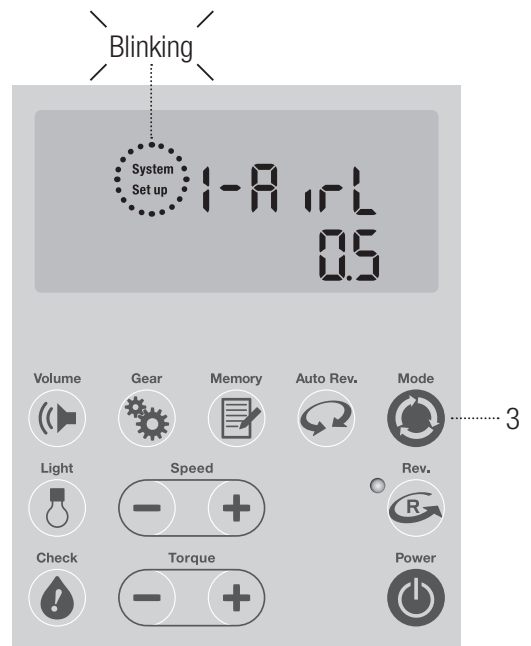 Blinking
System
Set up
1-AirL
0.5
Volume
Gear
Memory
Auto Rev.
Mode
3
Light
Speed
Rev.
R
Check
Torque
Power